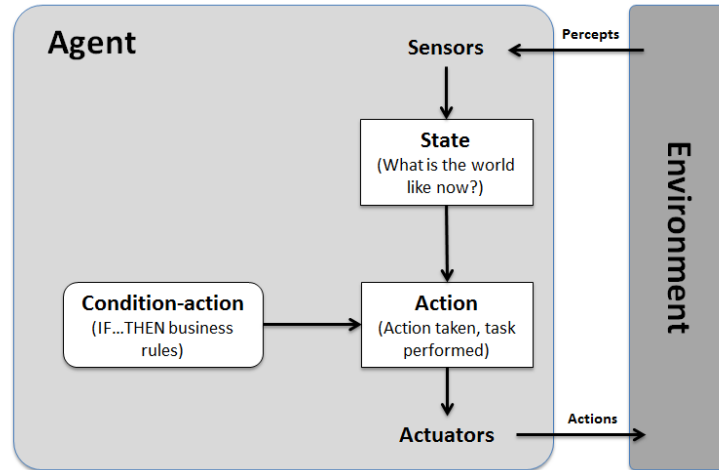 Agent
Sensors
Percepts
State
(What is the world
like now?)
Environment
Condition-action
(IF...THEN business
rules)
Action
(Action taken, task
performed)
Actuators
Actions